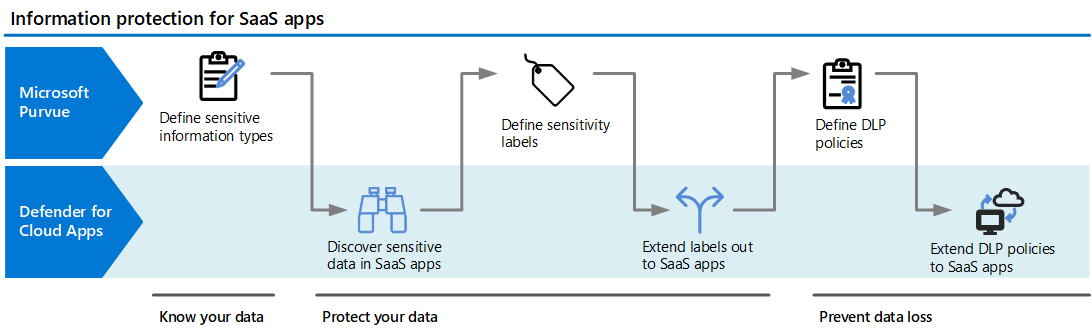 Information protection for SaaS apps
Microsoft
Purvue
Define sensitive
information types
Define sensitivity
labels
Define DLP
policies
Defender for
Cloud Apps
Discover sensitive
data in SaaS apps
Extend labels out
to SaaS apps
Extend DLP policies
to SaaS apps
Know your data
Protect your data
Prevent data loss